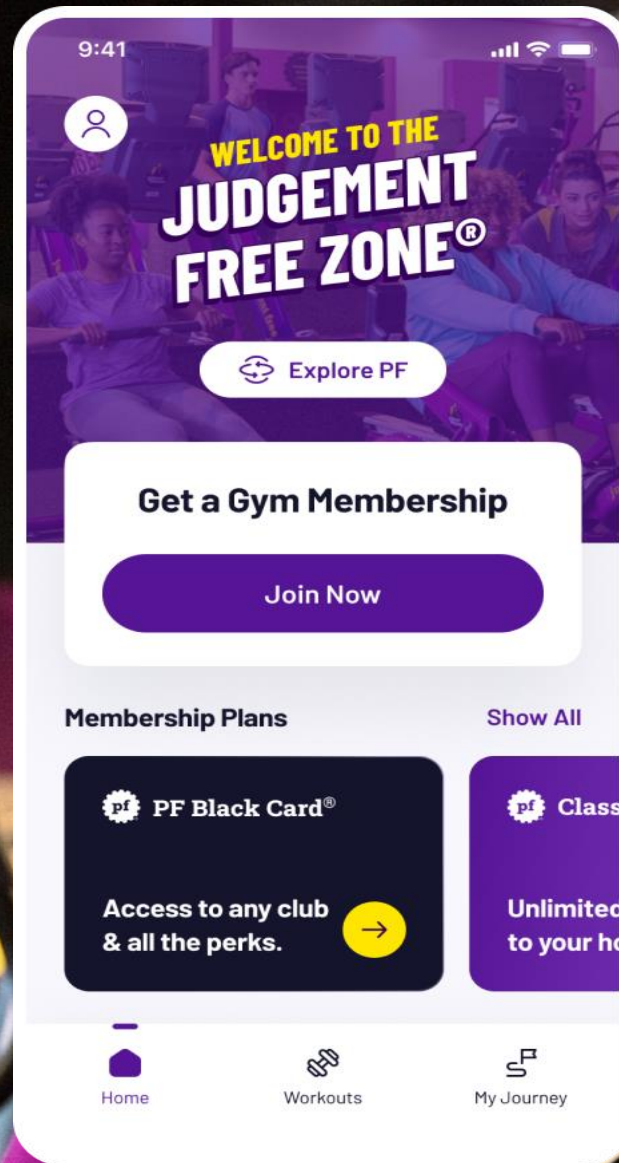 9:41
WELCOME TO THE
JUDGEMENT
FREE ZONE®
Explore PF
Get a Gym Membership
Join Now
Membership Plans
Show All
pf PF Black Card®
Access to any club
& all the perks.
pf Class
Unlimited
to your ho
Home
Workouts
My Journey